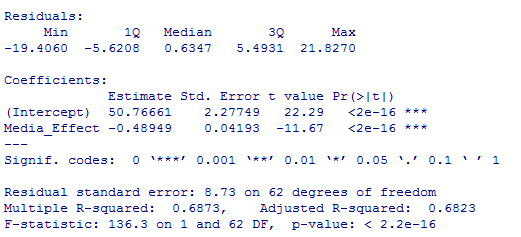 Residuals:
Min 1Q Median 3Q Max
-19.4060 -5.6208 0.6347 5.4931 21.8270
Coefficients:
Estimate Std. Error t value Pr(>|t|)
(Intercept) 50.76661 2.27749 22.29 <2e-16 ***
Media_Effect -0.48949 0.04193 -11.67 <2e-16 ***
---
Signif. codes: 0 ‘***’ 0.001 ‘**’ 0.01 ‘*’ 0.05 ‘.’ 0.1 ‘ ’ 1
Residual standard error: 8.73 on 62 degrees of freedom
Multiple R-squared: 0.6873, Adjusted R-squared: 0.6823
F-statistic: 136.3 on 1 and 62 DF, p-value: < 2.2e-16